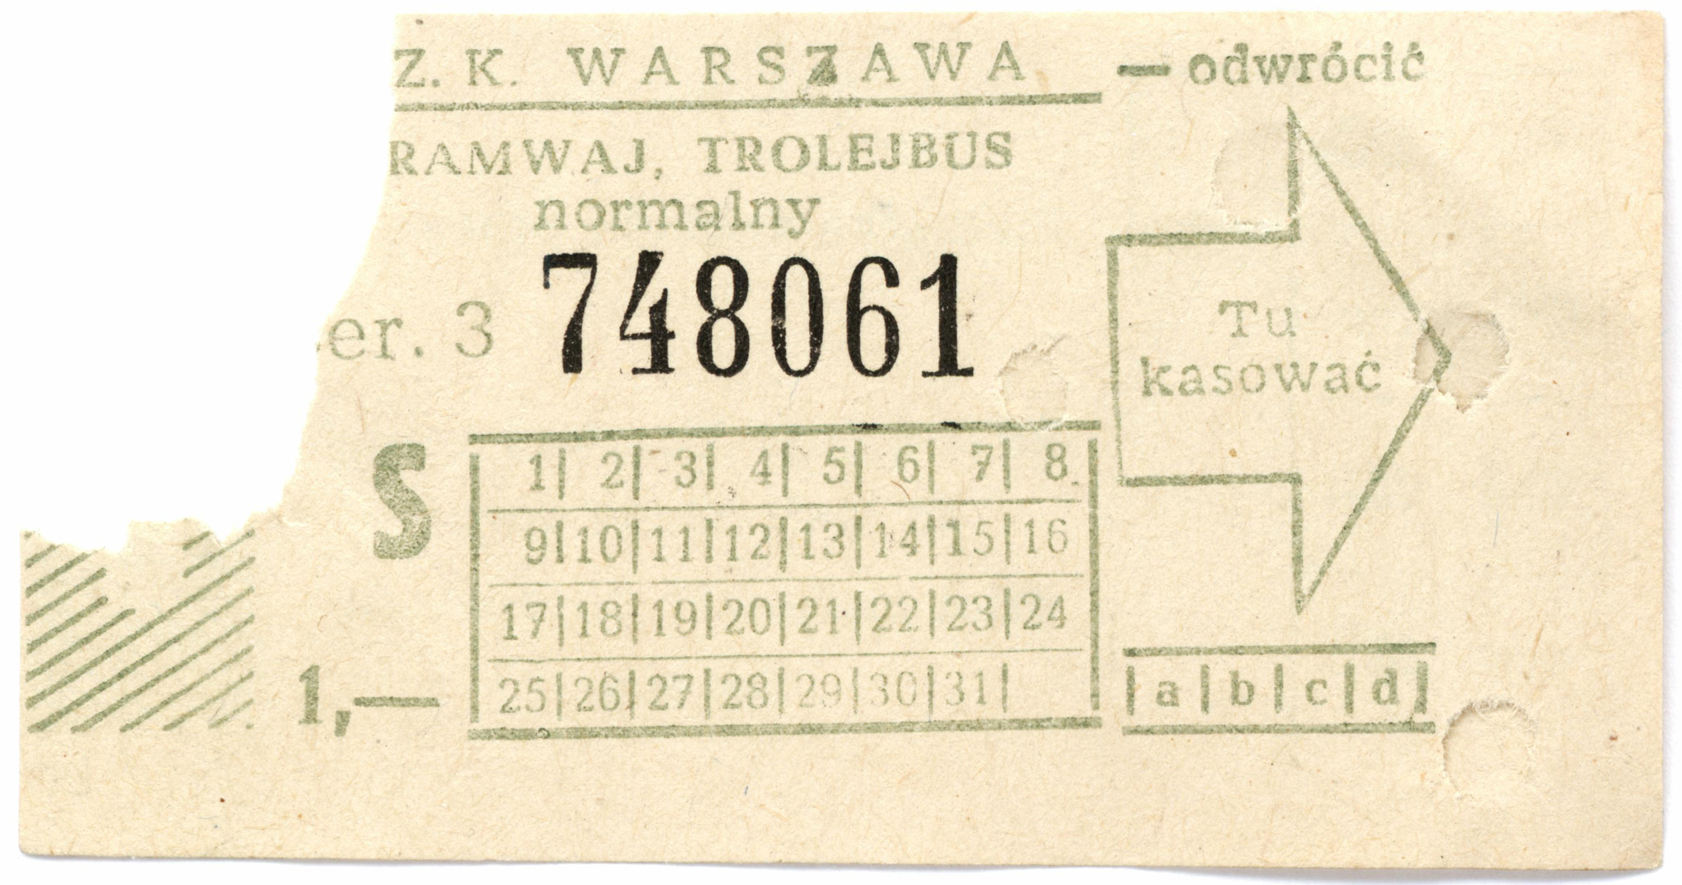 Z. K. WARSZAWA
RAMWAJ, TROLEJBUS
normalny
er. 3 748061
S
1 2 3 4 5 6 7 8
9 10 11 12 13 14 15 16
17 18 19 20 21 22 23 24
25 26 27 28 29 30 31
1,—
— odwrócić
Tu
kasować
a b c d